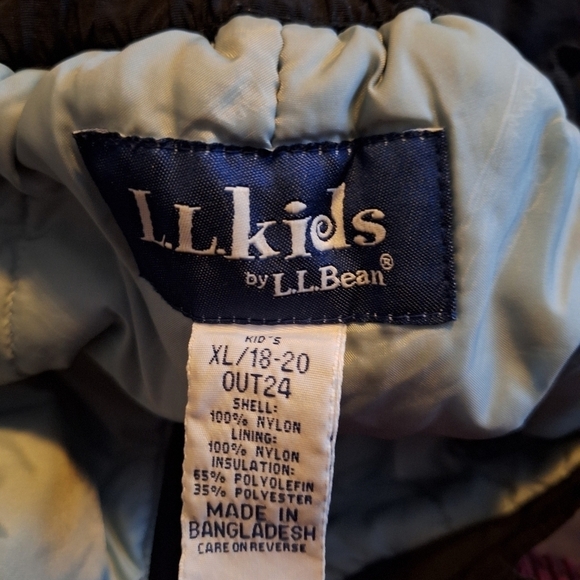 L.L.kids
by L.L.Bean®
KID'S
XL/18-20
OUT24
SHELL:
100% NYLON
LINING:
100% NYLON
INSULATION:
65% POLYOLEFIN
35% POLYESTER
MADE IN
BANGLADESH
CARE ON REVERSE